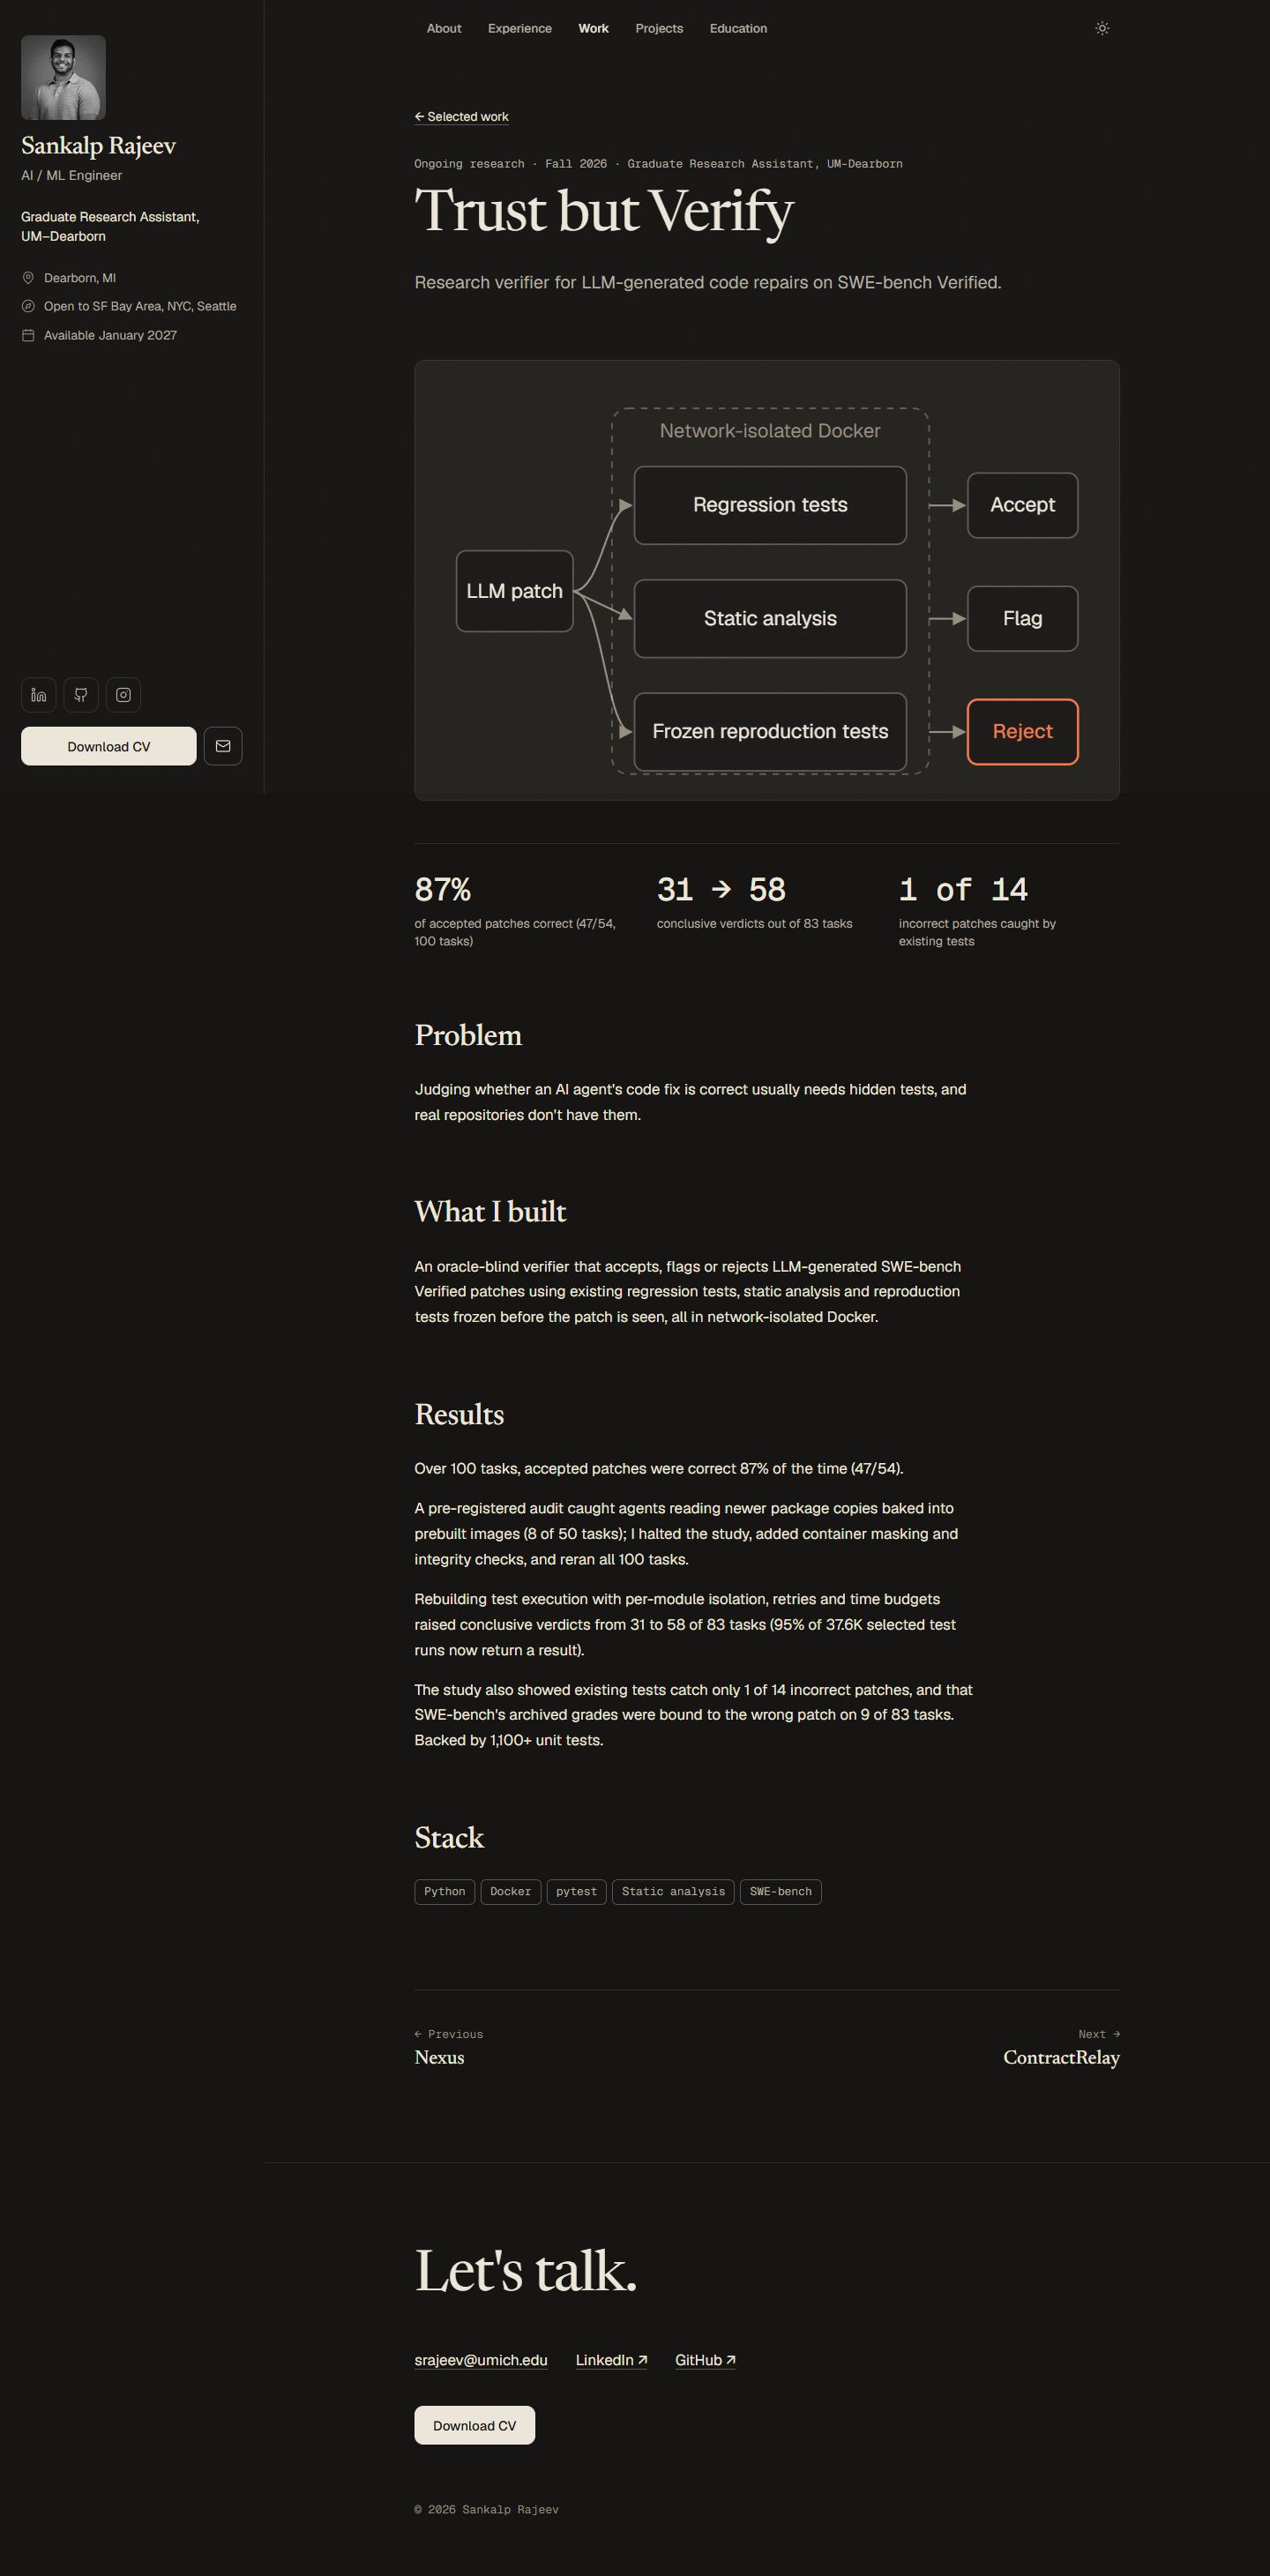 About Experience Work Projects Education
Sankalp Rajeev
AI / ML Engineer
Graduate Research Assistant,
UM–Dearborn
Dearborn, MI
Open to SF Bay Area, NYC, Seattle
Available January 2027
Download CV
← Selected work
Ongoing research · Fall 2026 · Graduate Research Assistant, UM–Dearborn
Trust but Verify
Research verifier for LLM-generated code repairs on SWE-bench Verified.
Network-isolated Docker
LLM patch
Regression tests
Accept
Static analysis
Flag
Frozen reproduction tests
Reject
87%
of accepted patches correct (47/54,
100 tasks)
31 → 58
conclusive verdicts out of 83 tasks
1 of 14
incorrect patches caught by
existing tests
Problem
Judging whether an AI agent's code fix is correct usually needs hidden tests, and
real repositories don't have them.
What I built
An oracle-blind verifier that accepts, flags or rejects LLM-generated SWE-bench
Verified patches using existing regression tests, static analysis and reproduction
tests frozen before the patch is seen, all in network-isolated Docker.
Results
Over 100 tasks, accepted patches were correct 87% of the time (47/54).
A pre-registered audit caught agents reading newer package copies baked into
prebuilt images (8 of 50 tasks); I halted the study, added container masking and
integrity checks, and reran all 100 tasks.
Rebuilding test execution with per-module isolation, retries and time budgets
raised conclusive verdicts from 31 to 58 of 83 tasks (95% of 37.6K selected test
runs now return a result).
The study also showed existing tests catch only 1 of 14 incorrect patches, and that
SWE-bench's archived grades were bound to the wrong patch on 9 of 83 tasks.
Backed by 1,100+ unit tests.
Stack
Python Docker pytest Static analysis SWE-bench
← Previous
Nexus
Next →
ContractRelay
Let's talk.
srajeev@umich.edu LinkedIn ↗ GitHub ↗
Download CV
© 2026 Sankalp Rajeev